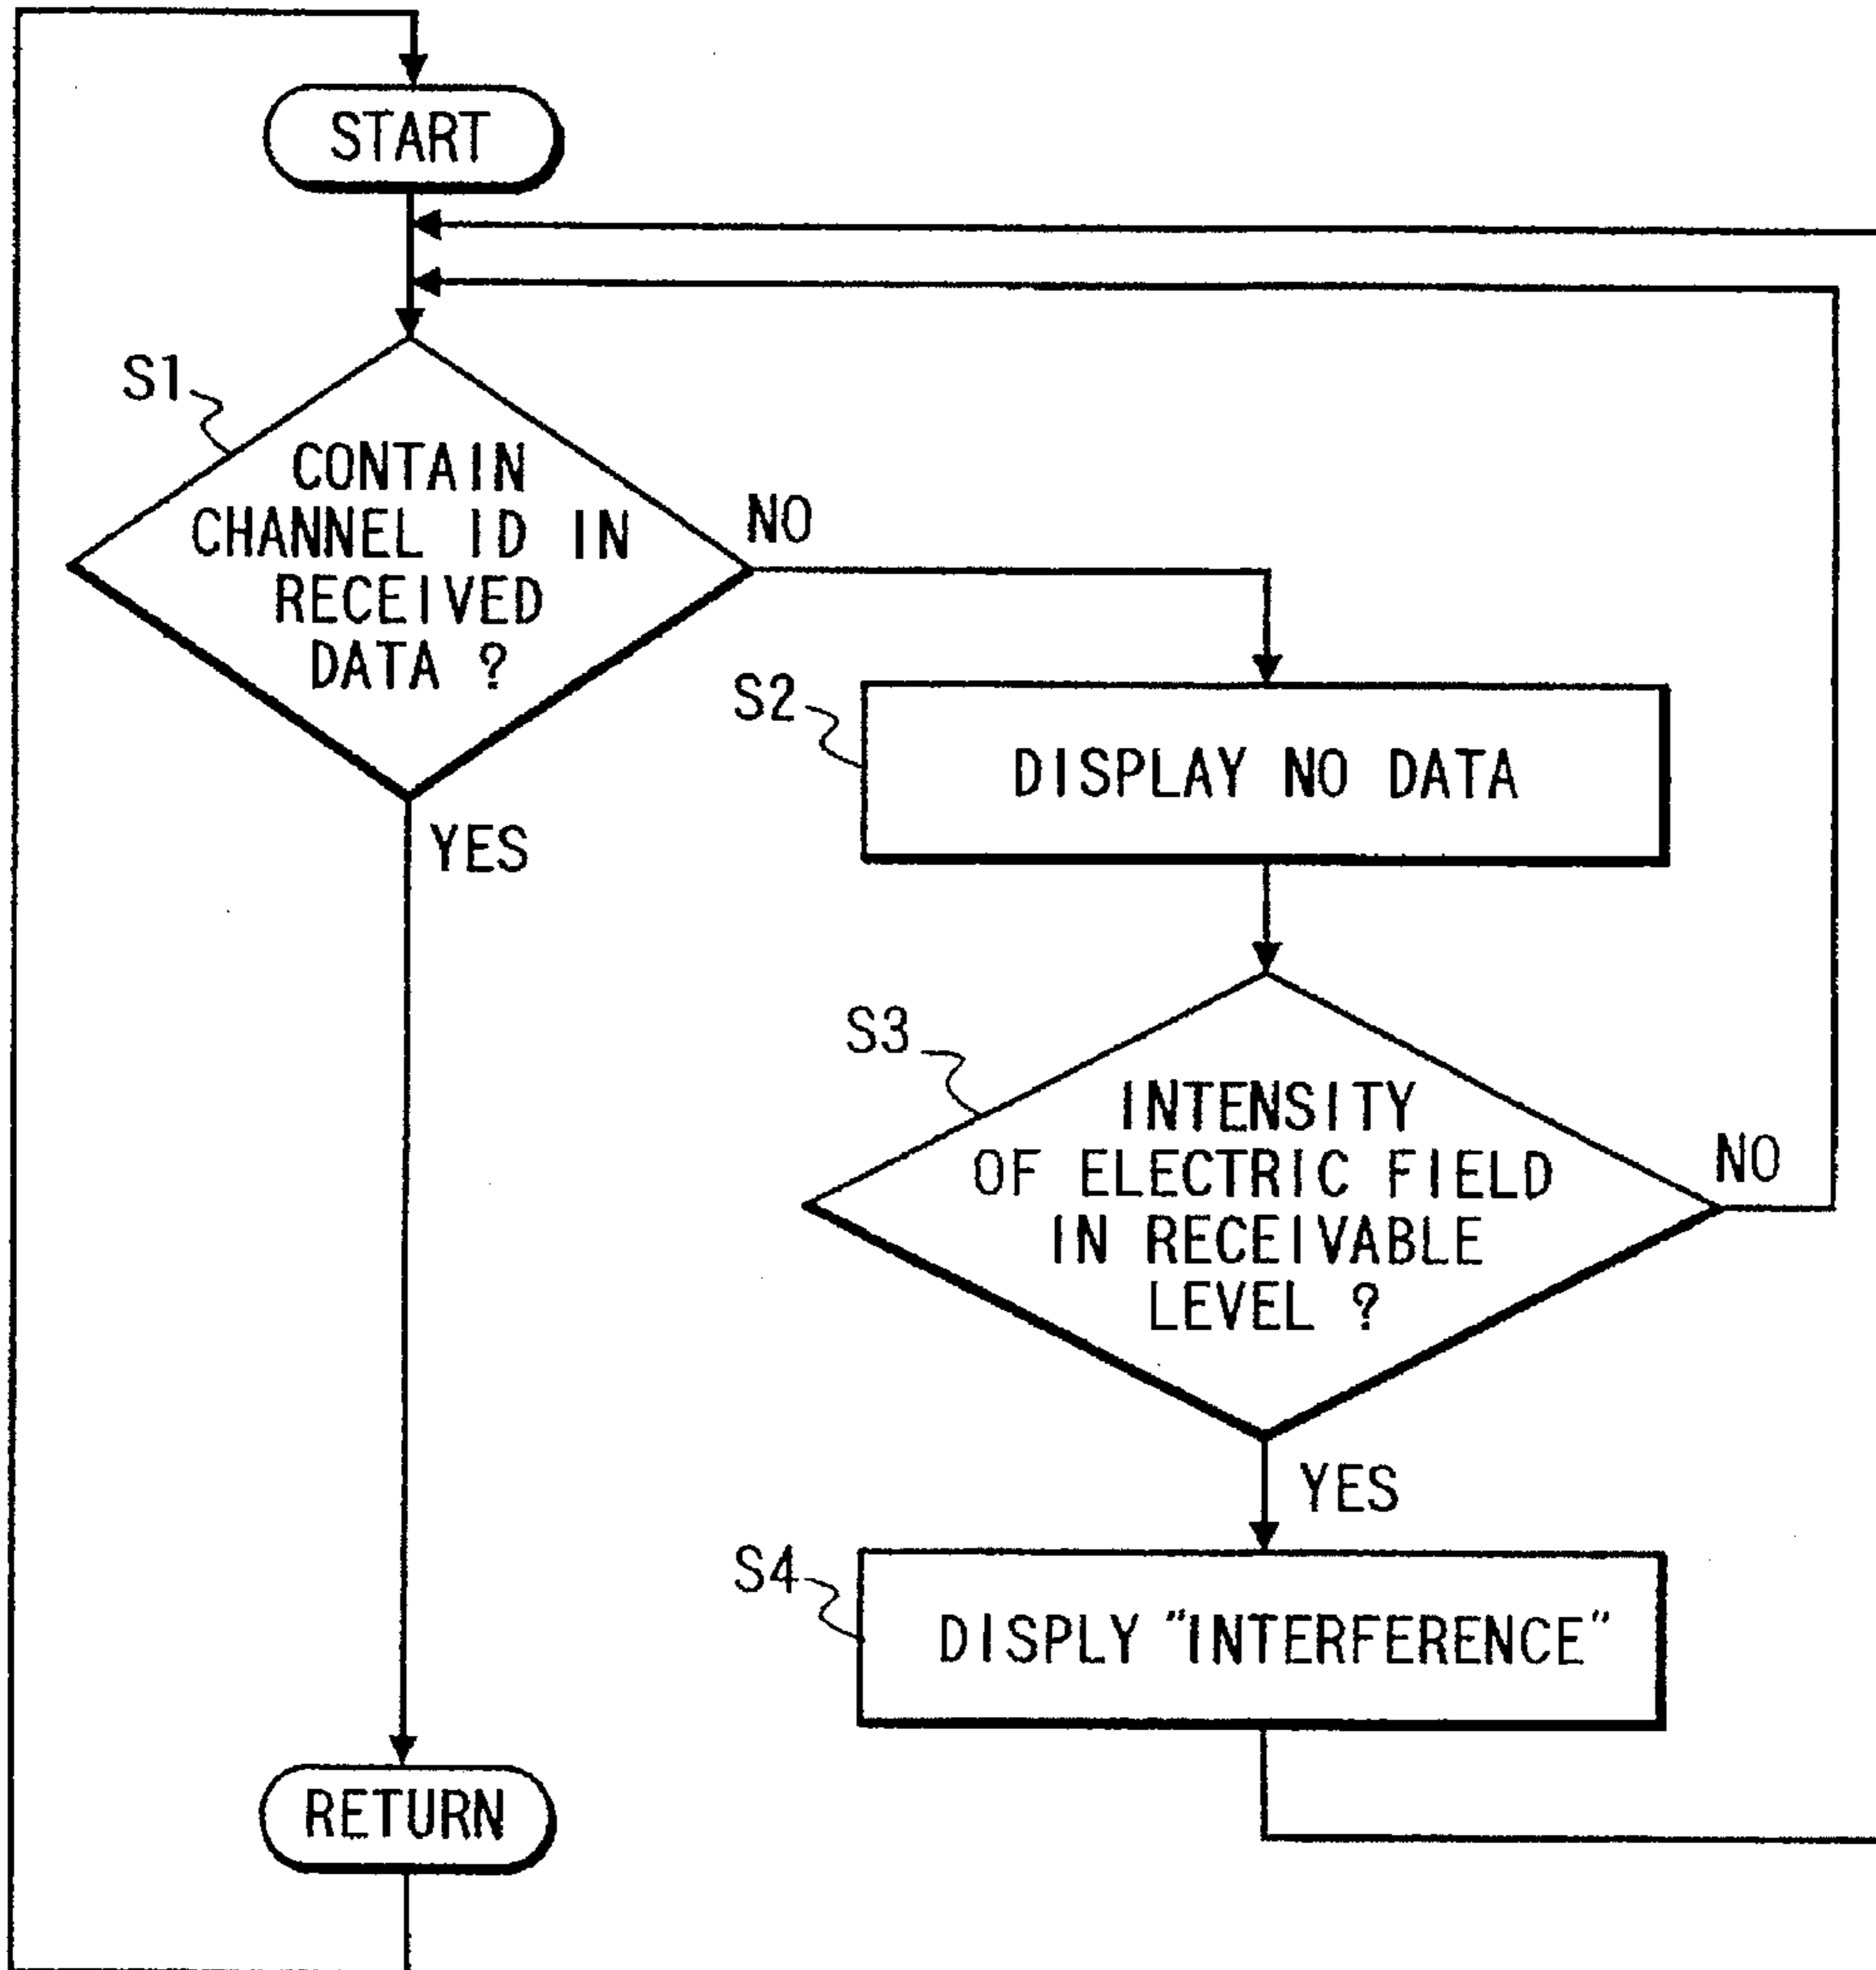 START
S1
CONTAIN
CHANNEL ID IN
RECEIVED
DATA ?
NO
YES
S2
DISPLAY NO DATA
S3
INTENSITY
OF ELECTRIC FIELD
IN RECEIVABLE
LEVEL ?
NO
YES
S4
DISPLY "INTERFERENCE"
RETURN